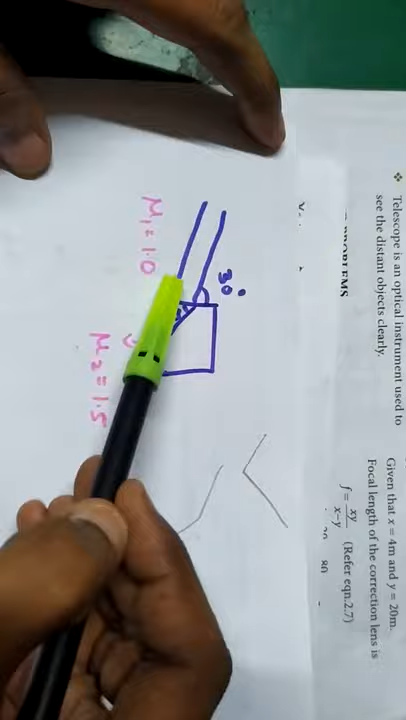 ❖ Telescope is an optical instrument used to
see the distant objects clearly.
Given that x = 4m and y = 20m.
Focal length of the correction lens is
f = xy/x−y (Refer eqn.2.7)
30°
μ₁ = 1.0
μ₂ = 1.5